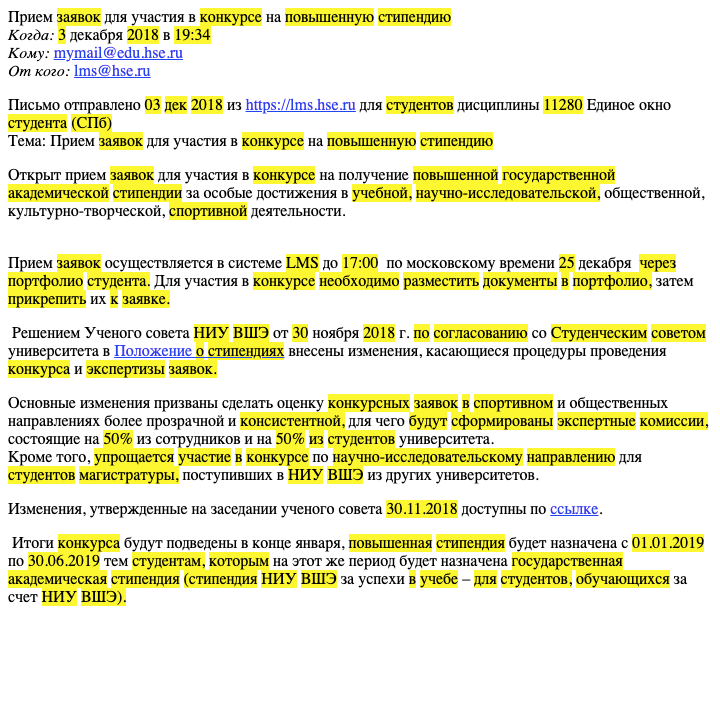 Прием заявок для участия в конкурсе на повышенную стипендию
Когда: 3 декабря 2018 в 19:34
Кому: mymail@edu.hse.ru
От кого: lms@hse.ru
Письмо отправлено 03 дек 2018 из https://lms.hse.ru для студентов дисциплины 11280 Единое окно
студента (СПб)
Тема: Прием заявок для участия в конкурсе на повышенную стипендию
Открыт прием заявок для участия в конкурсе на получение повышенной государственной
академической стипендии за особые достижения в учебной, научно-исследовательской, общественной,
культурно-творческой, спортивной деятельности.
Прием заявок осуществляется в системе LMS до 17:00 по московскому времени 25 декабря через
портфолио студента. Для участия в конкурсе необходимо разместить документы в портфолио, затем
прикрепить их к заявке.
Решением Ученого совета НИУ ВШЭ от 30 ноября 2018 г. по согласованию со Студенческим советом
университета в Положение о стипендиях внесены изменения, касающиеся процедуры проведения
конкурса и экспертизы заявок.
Основные изменения призваны сделать оценку конкурсных заявок в спортивном и общественных
направлениях более прозрачной и консистентной, для чего будут сформированы экспертные комиссии,
состоящие на 50% из сотрудников и на 50% из студентов университета.
Кроме того, упрощается участие в конкурсе по научно-исследовательскому направлению для
студентов магистратуры, поступивших в НИУ ВШЭ из других университетов.
Изменения, утвержденные на заседании ученого совета 30.11.2018 доступны по ссылке.
Итоги конкурса будут подведены в конце января, повышенная стипендия будет назначена с 01.01.2019
по 30.06.2019 тем студентам, которым на этот же период будет назначена государственная
академическая стипендия (стипендия НИУ ВШЭ за успехи в учебе – для студентов, обучающихся за
счет НИУ ВШЭ).